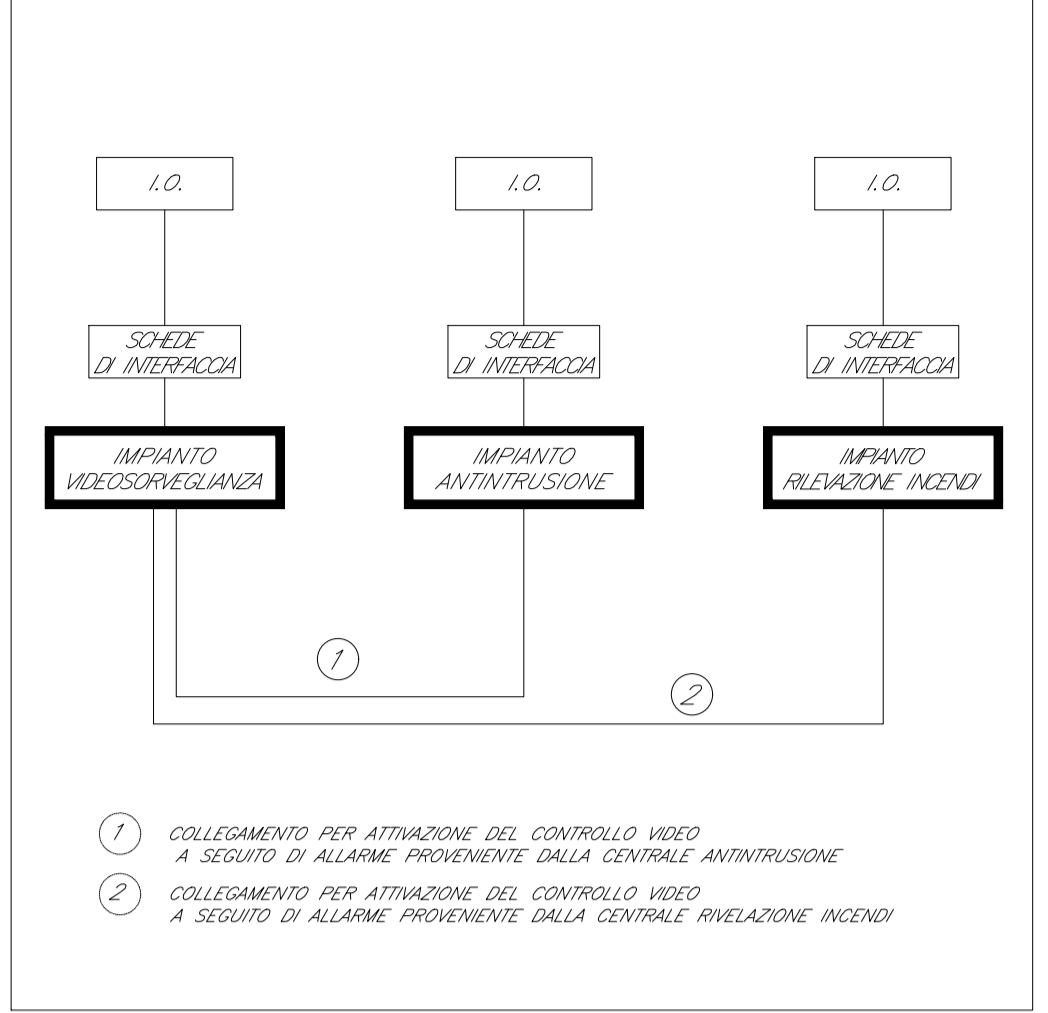 I.O. I.O. I.O.
SCHEDE SCHEDE SCHEDE
DI INTERFACCIA DI INTERFACCIA DI INTERFACCIA
IMPIANTO IMPIANTO IMPIANTO
VIDEOSORVEGLIANZA ANTINTRUSIONE RILEVAZIONE INCENDI
1
2
1 COLLEGAMENTO PER ATTIVAZIONE DEL CONTROLLO VIDEO
A SEGUITO DI ALLARME PROVENIENTE DALLA CENTRALE ANTINTRUSIONE
2 COLLEGAMENTO PER ATTIVAZIONE DEL CONTROLLO VIDEO
A SEGUITO DI ALLARME PROVENIENTE DALLA CENTRALE RIVELAZIONE INCENDI